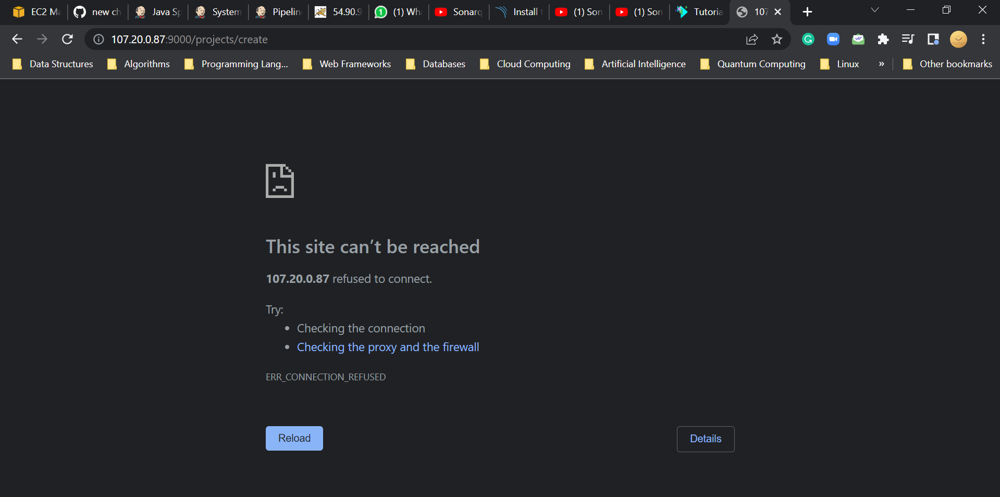 EC2 Ma
new ch
Java Sp
System
Pipelin
54.90.9
1
(1) Wh
Sonarq
Install t
(1) Son
(1) Son
Tutoria
107
107.20.0.87:9000/projects/create
G
Data Structures
Algorithms
Programming Lang...
Web Frameworks
Databases
Cloud Computing
Artificial Intelligence
Quantum Computing
Linux
»
Other bookmarks
This site can’t be reached
107.20.0.87 refused to connect.
Try:
• Checking the connection
• Checking the proxy and the firewall
ERR_CONNECTION_REFUSED
Reload
Details